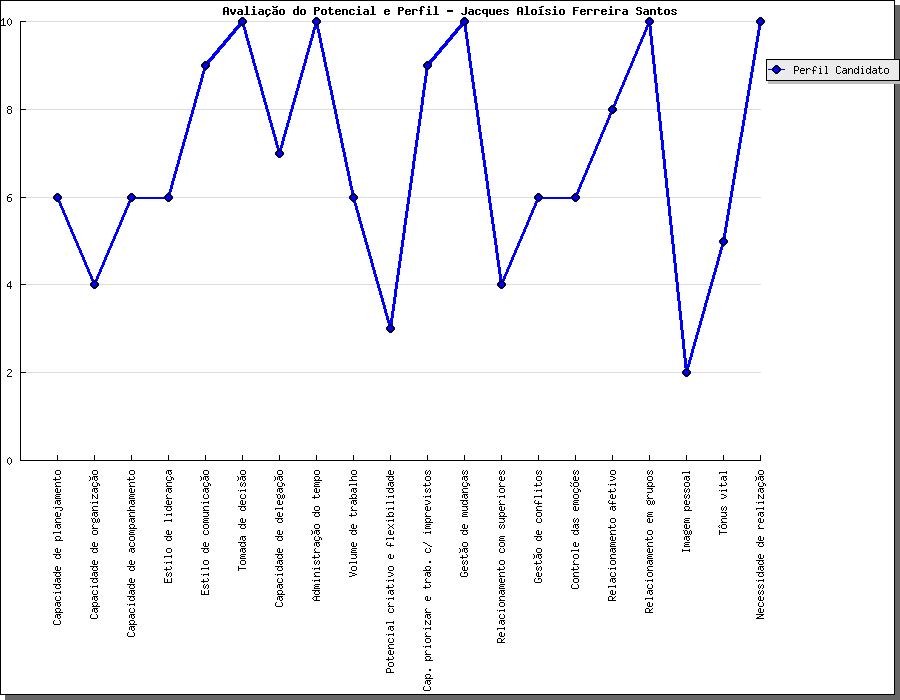 Avaliação do Potencial e Perfil - Jacques Aloísio Ferreira Santos
10
8
6
4
2
0
Perfil Candidato
Capacidade de planejamento
Capacidade de organização
Capacidade de acompanhamento
Estilo de liderança
Estilo de comunicação
Tomada de decisão
Capacidade de delegação
Administração do tempo
Volume de trabalho
Potencial criativo e flexibilidade
Cap. priorizar e trab. c/ imprevistos
Gestão de mudanças
Relacionamento com superiores
Gestão de conflitos
Controle das emoções
Relacionamento afetivo
Relacionamento em grupos
Imagem pessoal
Tônus vital
Necessidade de realização